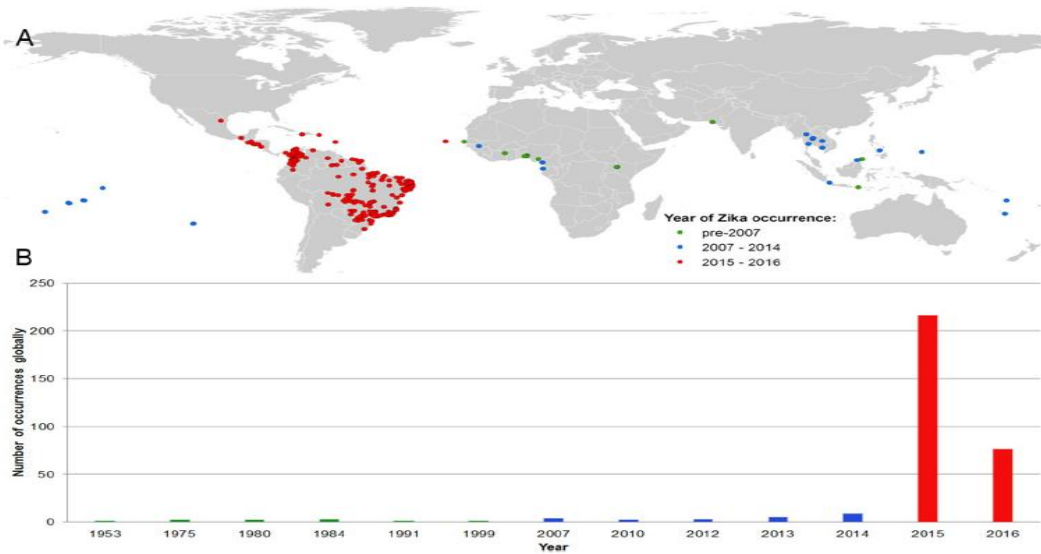 A
Year of Zika occurrence:
pre-2007
2007 - 2014
2015 - 2016
B
Number of occurrences globally
250
200
150
100
50
0
1953 1975 1980 1984 1991 1999 2007 2010 2012 2013 2014 2015 2016
Year